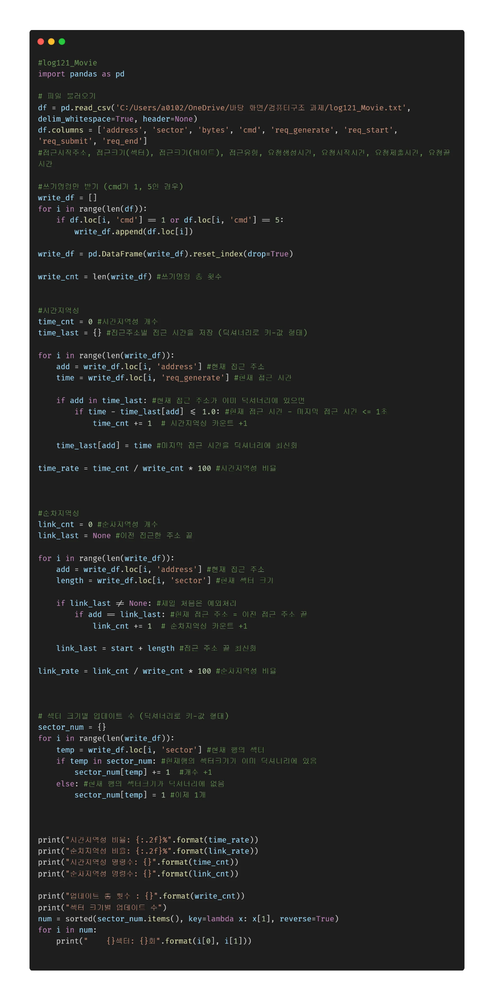 #log121_Movie
import pandas as pd
# 파일 불러오기
df = pd.read_csv('C:/Users/a0102/OneDrive/바탕 화면/컴퓨터구조 과제/log121_Movie.txt',
delim_whitespace=True, header=None)
df.columns = ['address', 'sector', 'bytes', 'cmd', 'req_generate', 'req_start',
'req_submit', 'req_end']
#접근시작주소, 접근크기(섹터), 접근크기(바이트), 접근유형, 요청생성시간, 요청시작시간, 요청제출시간, 요청끝
시간
#쓰기명령만 받기 (cmd가 1, 5인 경우)
write_df = []
for i in range(len(df)):
    if df.loc[i, 'cmd'] == 1 or df.loc[i, 'cmd'] == 5:
        write_df.append(df.loc[i])
write_df = pd.DataFrame(write_df).reset_index(drop=True)
write_cnt = len(write_df) #쓰기명령 총 횟수
#시간지역성
time_cnt = 0 #시간지역성 개수
time_last = {} #접근주소별 접근 시간을 저장 (딕셔너리로 키-값 형태)
for i in range(len(write_df)):
    add = write_df.loc[i, 'address'] #현재 접근 주소
    time = write_df.loc[i, 'req_generate'] #현재 접근 시간
    if add in time_last: #현재 접근 주소가 이미 딕셔너리에 있으면
        if time - time_last[add] <= 1.0: #현재 접근 시간 - 마지막 접근 시간 <= 1초
            time_cnt += 1  # 시간지역성 카운트 +1
    time_last[add] = time #마지막 접근 시간을 딕셔너리에 최신화
time_rate = time_cnt / write_cnt * 100 #시간지역성 비율
#순차지역성
link_cnt = 0 #순차지역성 개수
link_last = None #이전 접근한 주소 끝
for i in range(len(write_df)):
    add = write_df.loc[i, 'address'] #현재 접근 주소
    length = write_df.loc[i, 'sector'] #현재 섹터 크기
    if link_last != None: #제일 처음은 예외처리
        if add == link_last: #현재 접근 주소 = 이전 접근 주소 끝
            link_cnt += 1  # 순차지역성 카운트 +1
    link_last = start + length #접근 주소 끝 최신화
link_rate = link_cnt / write_cnt * 100 #순차지역성 비율
# 섹터 크기별 업데이트 수 (딕셔너리로 키-값 형태)
sector_num = {}
for i in range(len(write_df)):
    temp = write_df.loc[i, 'sector'] #현재 행의 섹터
    if temp in sector_num: #현재행의 섹터크기가 이미 딕셔너리에 있음
        sector_num[temp] += 1  #개수 +1
    else: #현재 행의 섹터크기가 딕셔너리에 없음
        sector_num[temp] = 1 #이제 1개
print("시간지역성 비율: {:.2f}%".format(time_rate))
print("순차지역성 비율: {:.2f}%".format(link_rate))
print("시간지역성 명령수: {}".format(time_cnt))
print("순차지역성 명령수: {}".format(link_cnt))
print("업데이트 총 횟수 : {}".format(write_cnt))
print("섹터 크기별 업데이트 수")
num = sorted(sector_num.items(), key=lambda x: x[1], reverse=True)
for i in num:
    print("    {}섹터: {}회".format(i[0], i[1]))